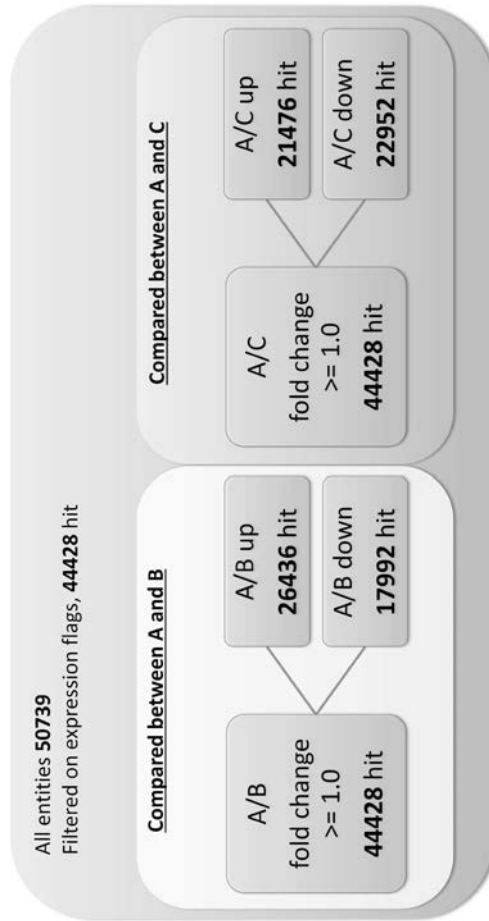 All entities 50739
Filtered on expression flags, 44428 hit
Compared between A and B
A/B
fold change
>= 1.0
44428 hit
A/B up
26436 hit
A/B down
17992 hit
Compared between A and C
A/C
fold change
>= 1.0
44428 hit
A/C up
21476 hit
A/C down
22952 hit